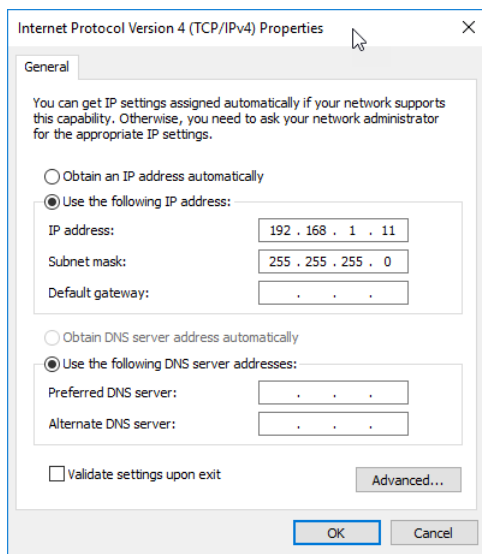 Internet Protocol Version 4 (TCP/IPv4) Properties
General
You can get IP settings assigned automatically if your network supports
this capability. Otherwise, you need to ask your network administrator
for the appropriate IP settings.
Obtain an IP address automatically
Use the following IP address:
IP address: 192 . 168 . 1 . 11
Subnet mask: 255 . 255 . 255 . 0
Default gateway: . . .
Obtain DNS server address automatically
Use the following DNS server addresses:
Preferred DNS server: . . .
Alternate DNS server: . . .
Validate settings upon exit
Advanced...
OK Cancel